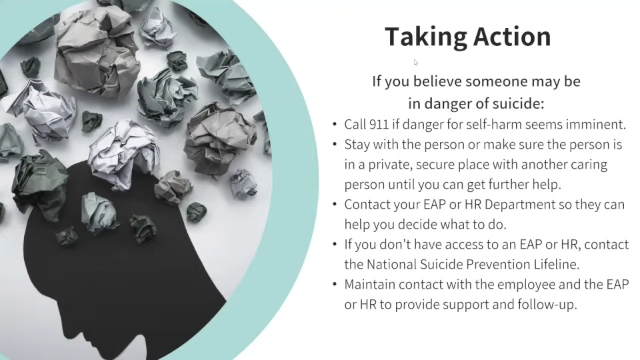 Taking Action
If you believe someone may be
in danger of suicide:
• Call 911 if danger for self-harm seems imminent.
• Stay with the person or make sure the person is
in a private, secure place with another caring
person until you can get further help.
• Contact your EAP or HR Department so they can
help you decide what to do.
• If you don't have access to an EAP or HR, contact
the National Suicide Prevention Lifeline.
• Maintain contact with the employee and the EAP
or HR to provide support and follow-up.